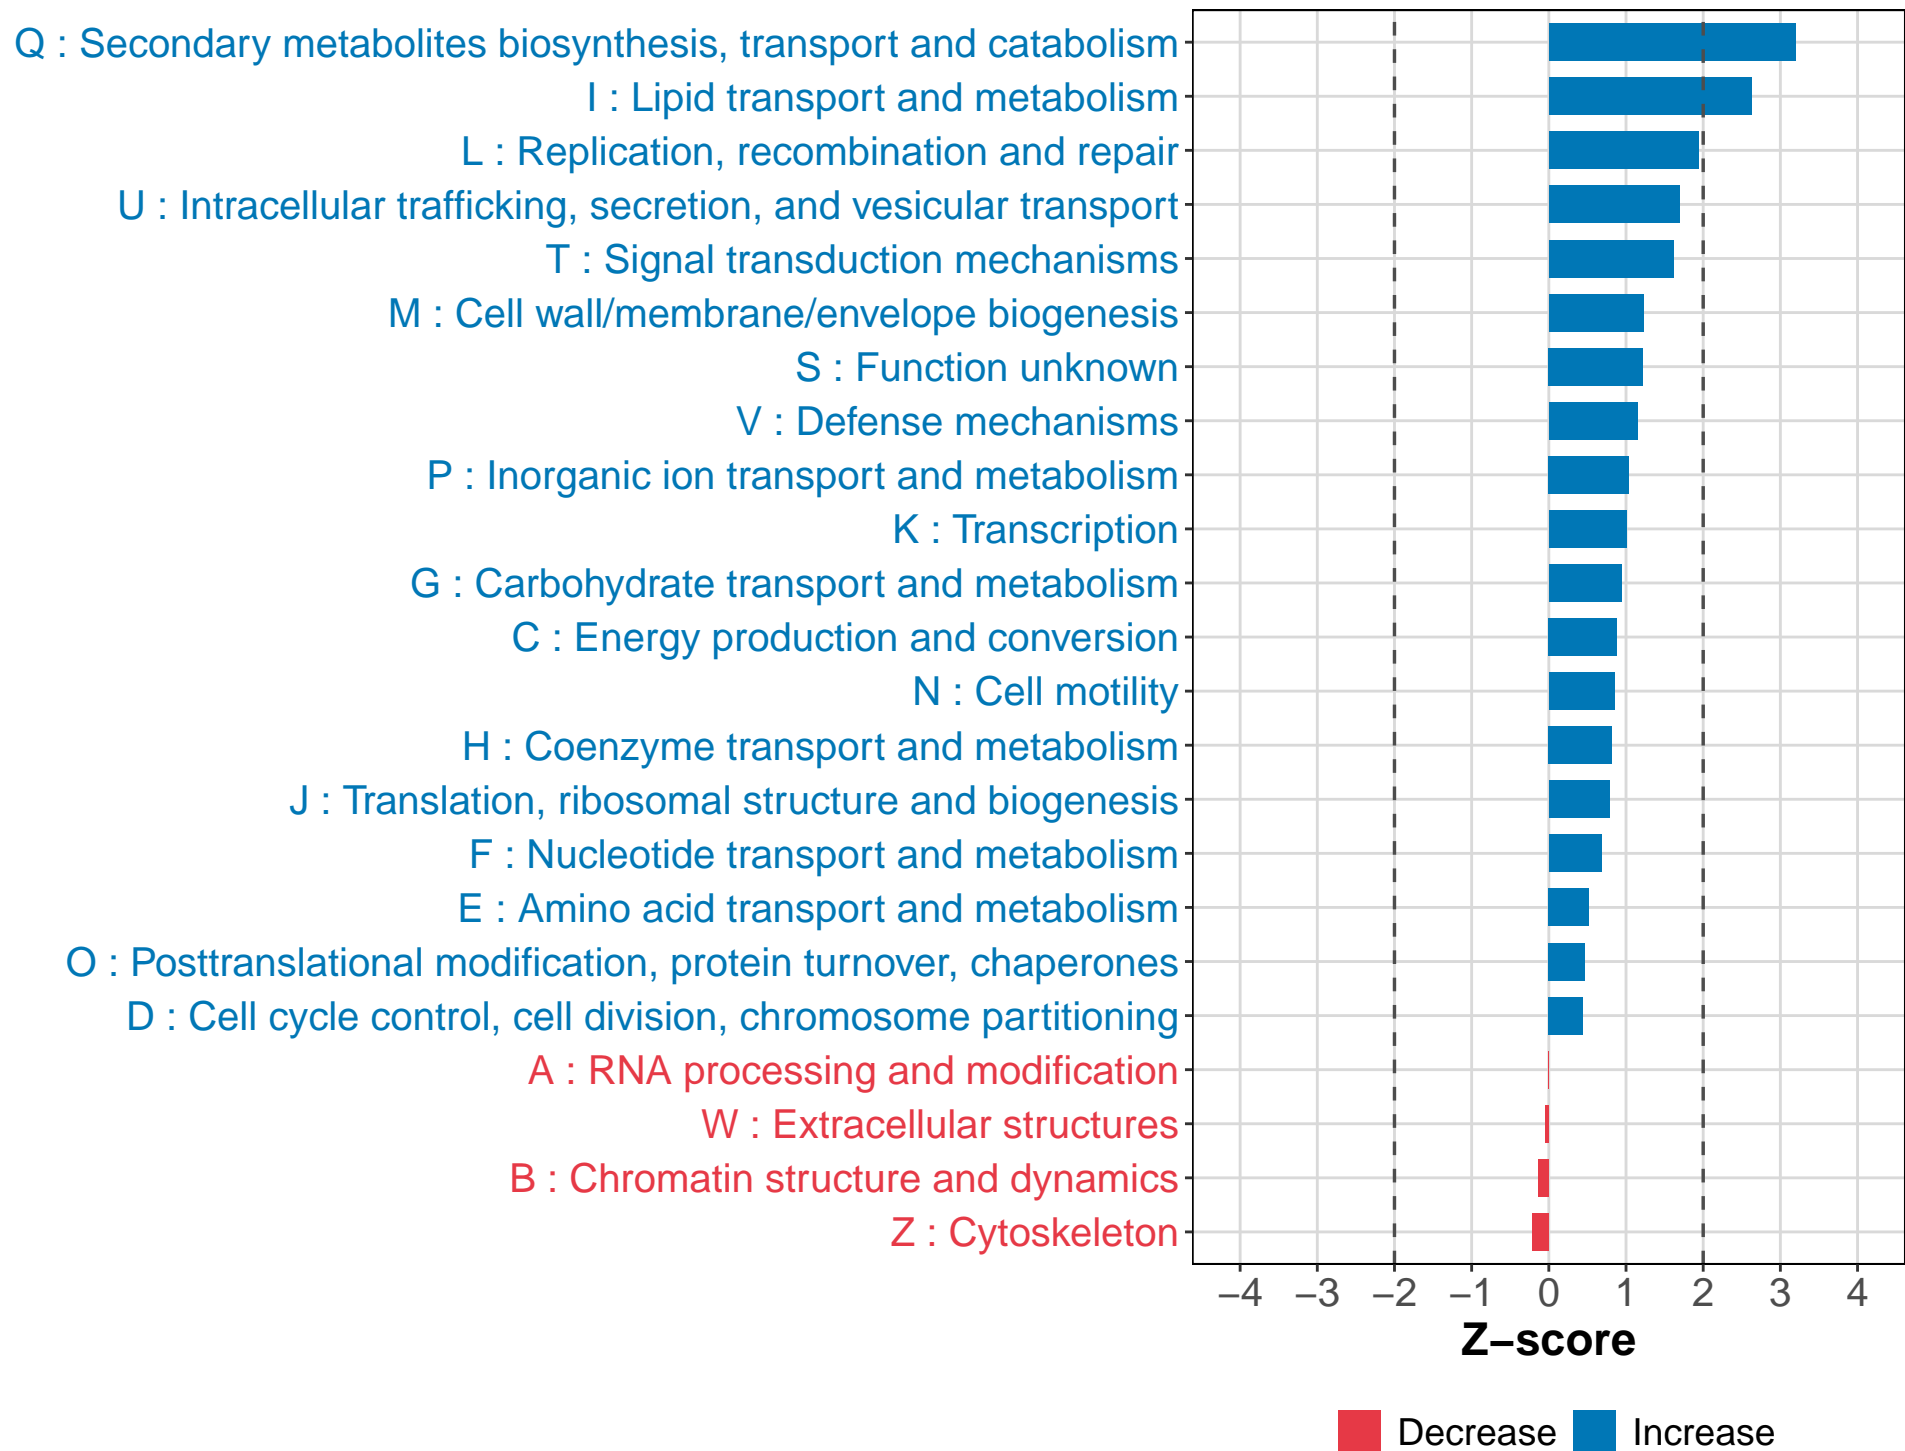 Q : Secondary metabolites biosynthesis, transport and catabolism
I : Lipid transport and metabolism
L : Replication, recombination and repair
U : Intracellular trafficking, secretion, and vesicular transport
T : Signal transduction mechanisms
M : Cell wall/membrane/envelope biogenesis
S : Function unknown
V : Defense mechanisms
P : Inorganic ion transport and metabolism
K : Transcription
G : Carbohydrate transport and metabolism
C : Energy production and conversion
N : Cell motility
H : Coenzyme transport and metabolism
J : Translation, ribosomal structure and biogenesis
F : Nucleotide transport and metabolism
E : Amino acid transport and metabolism
O : Posttranslational modification, protein turnover, chaperones
D : Cell cycle control, cell division, chromosome partitioning
A : RNA processing and modification
W : Extracellular structures
B : Chromatin structure and dynamics
Z : Cytoskeleton
−4 −3 −2 −1 0 1 2 3 4
Z−score
Decrease Increase